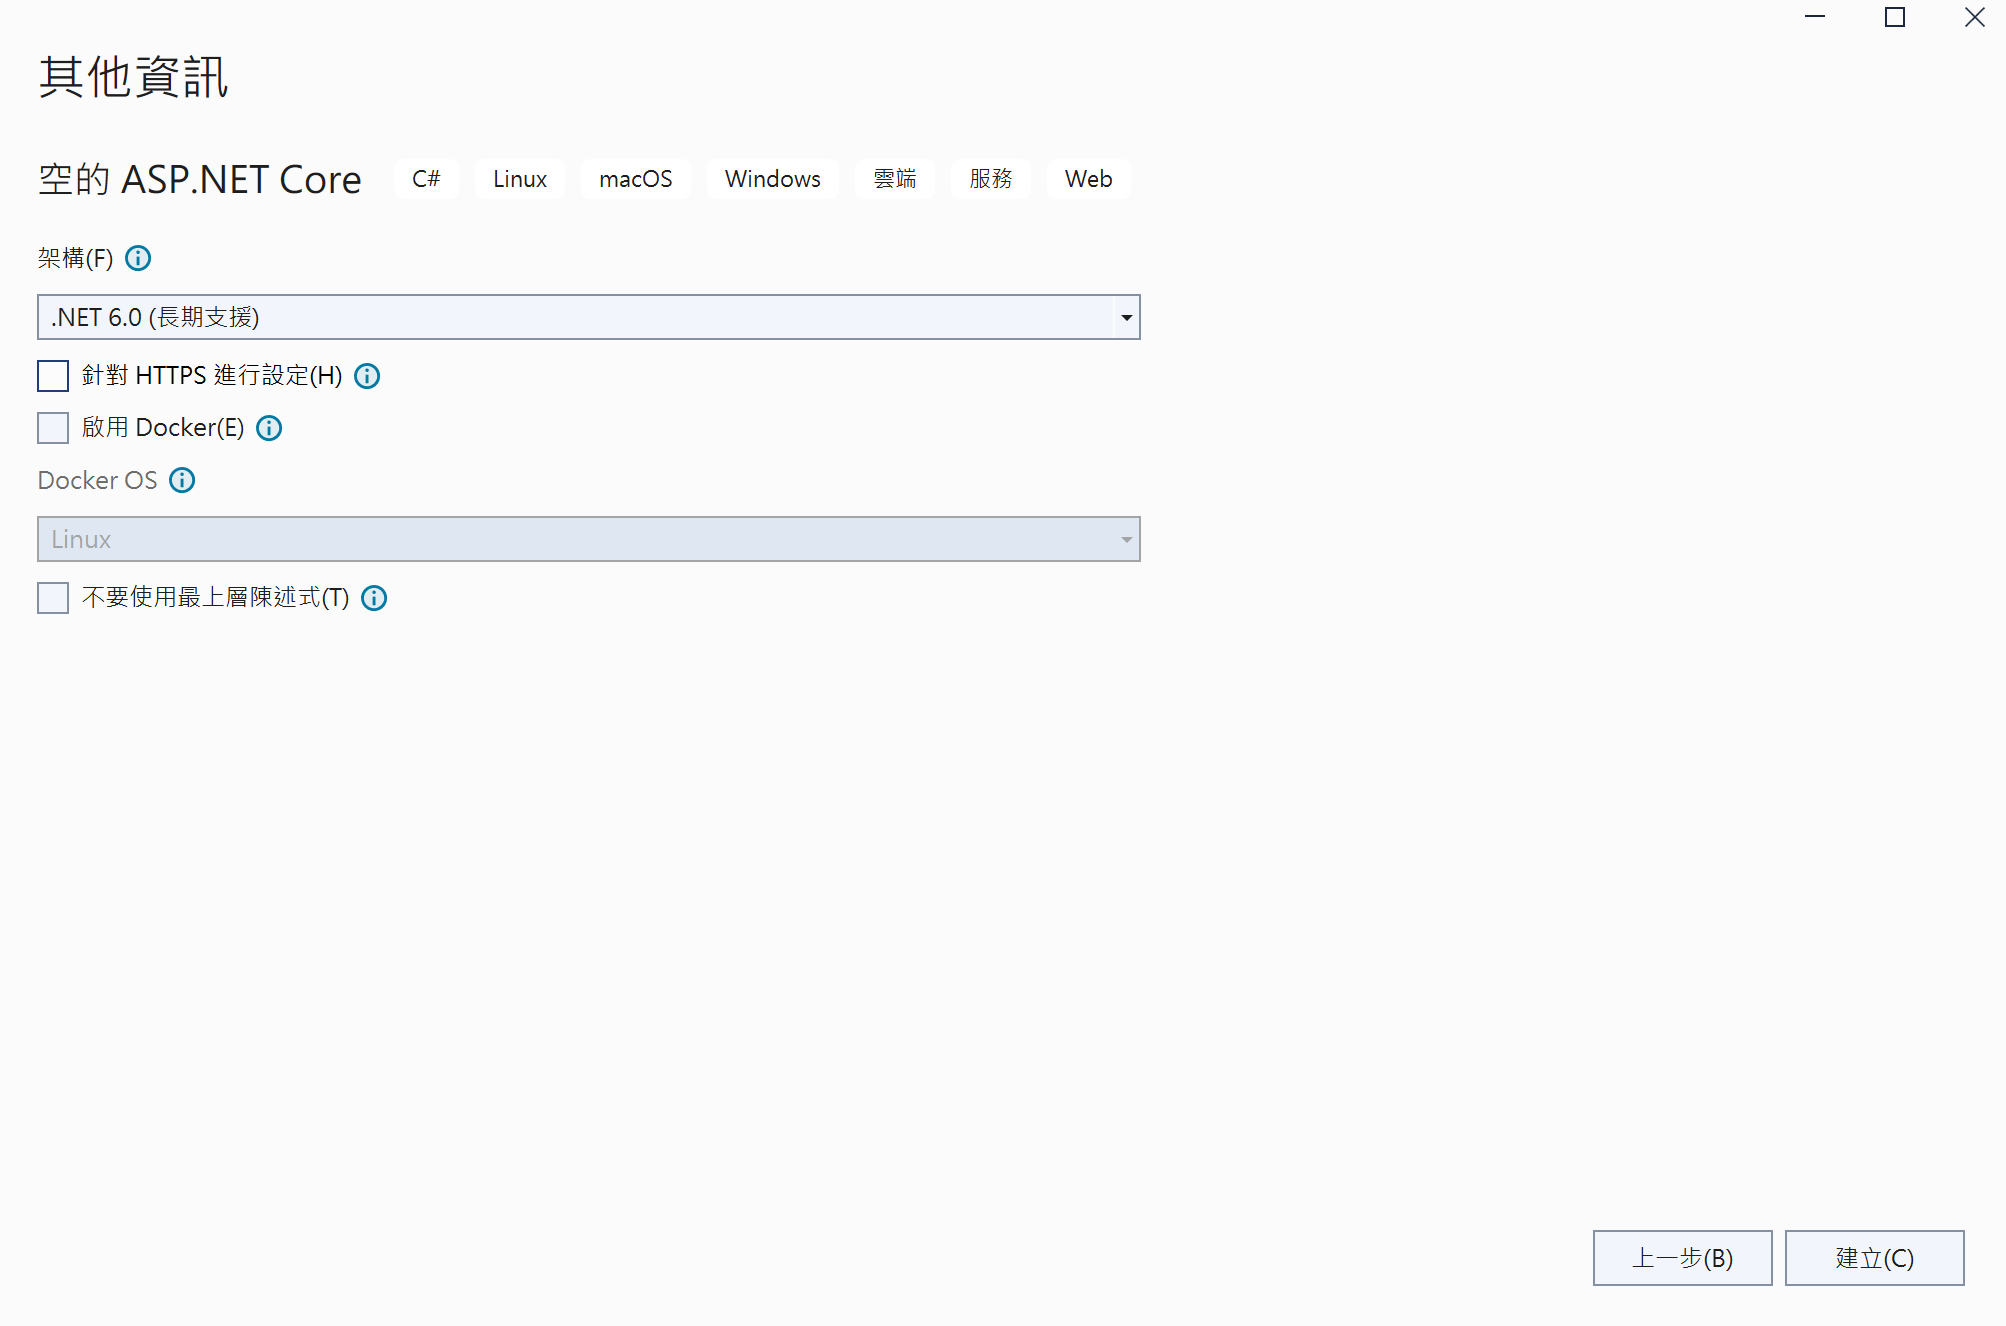 其他資訊
空的 ASP.NET Core C# Linux macOS Windows 雲端 服務 Web
架構(F)
.NET 6.0 (長期支援)
針對 HTTPS 進行設定(H)
啟用 Docker(E)
Docker OS
Linux
不要使用最上層陳述式(T)
上一步(B) 建立(C)